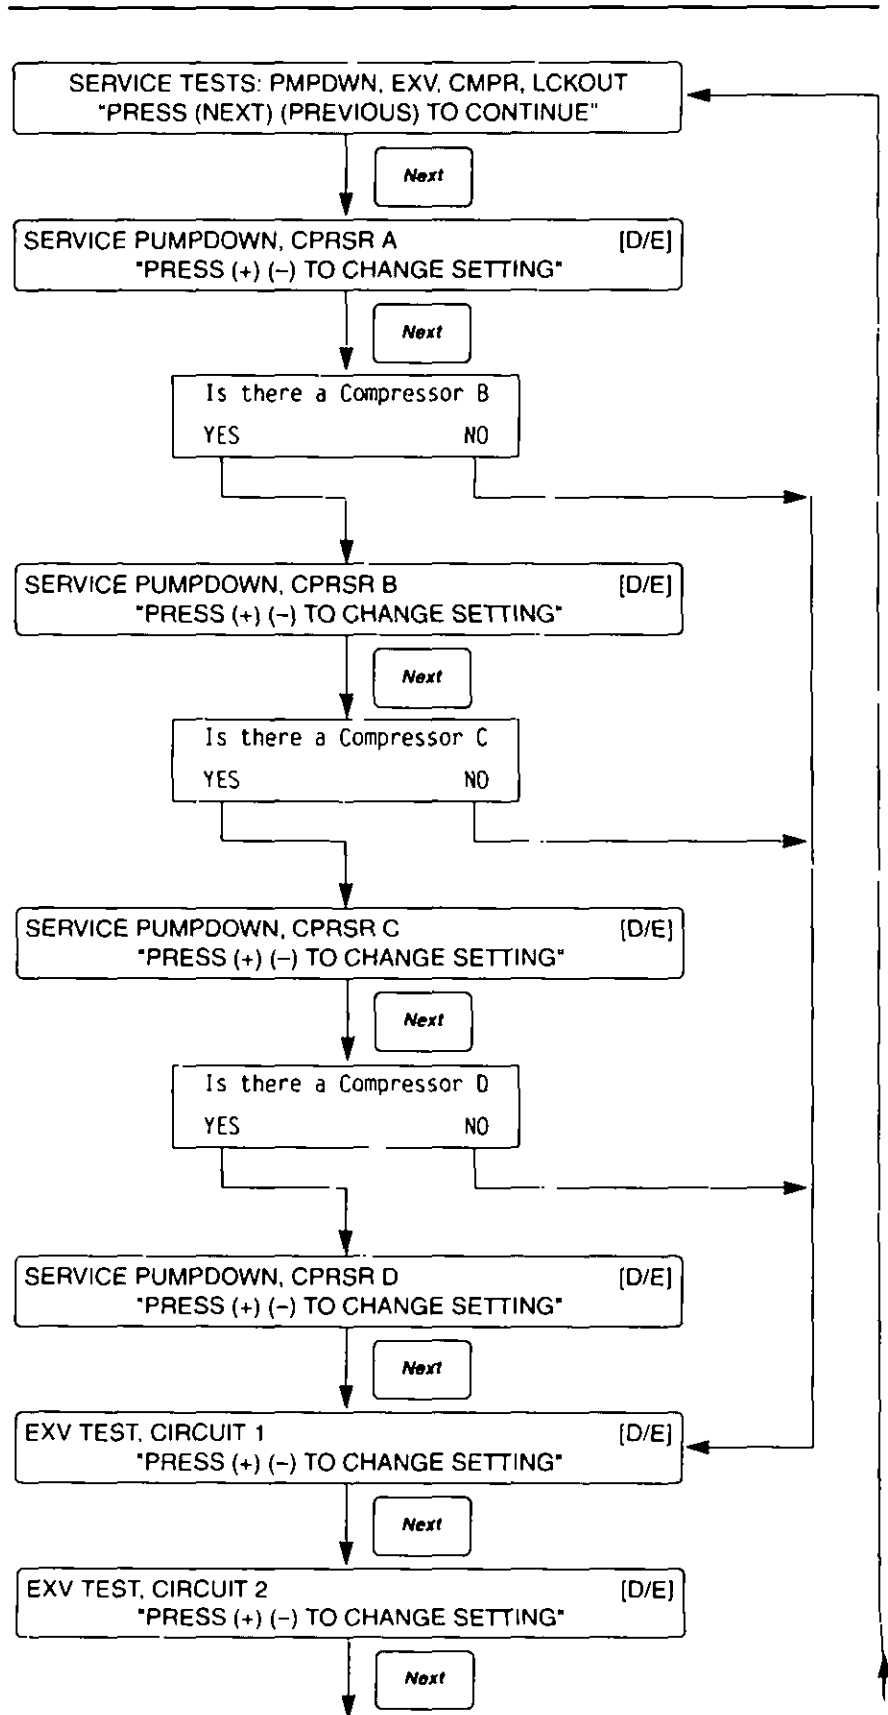 SERVICE TESTS: PMPDWN, EXV, CMPR, LCKOUT
"PRESS (NEXT) (PREVIOUS) TO CONTINUE"
Next
SERVICE PUMPDOWN, CPRSR A [D/E]
"PRESS (+) (–) TO CHANGE SETTING"
Next
Is there a Compressor B
YES NO
SERVICE PUMPDOWN, CPRSR B [D/E]
"PRESS (+) (–) TO CHANGE SETTING"
Next
Is there a Compressor C
YES NO
SERVICE PUMPDOWN, CPRSR C [D/E]
"PRESS (+) (–) TO CHANGE SETTING"
Next
Is there a Compressor D
YES NO
SERVICE PUMPDOWN, CPRSR D [D/E]
"PRESS (+) (–) TO CHANGE SETTING"
Next
EXV TEST, CIRCUIT 1 [D/E]
"PRESS (+) (–) TO CHANGE SETTING"
Next
EXV TEST, CIRCUIT 2 [D/E]
"PRESS (+) (–) TO CHANGE SETTING"
Next